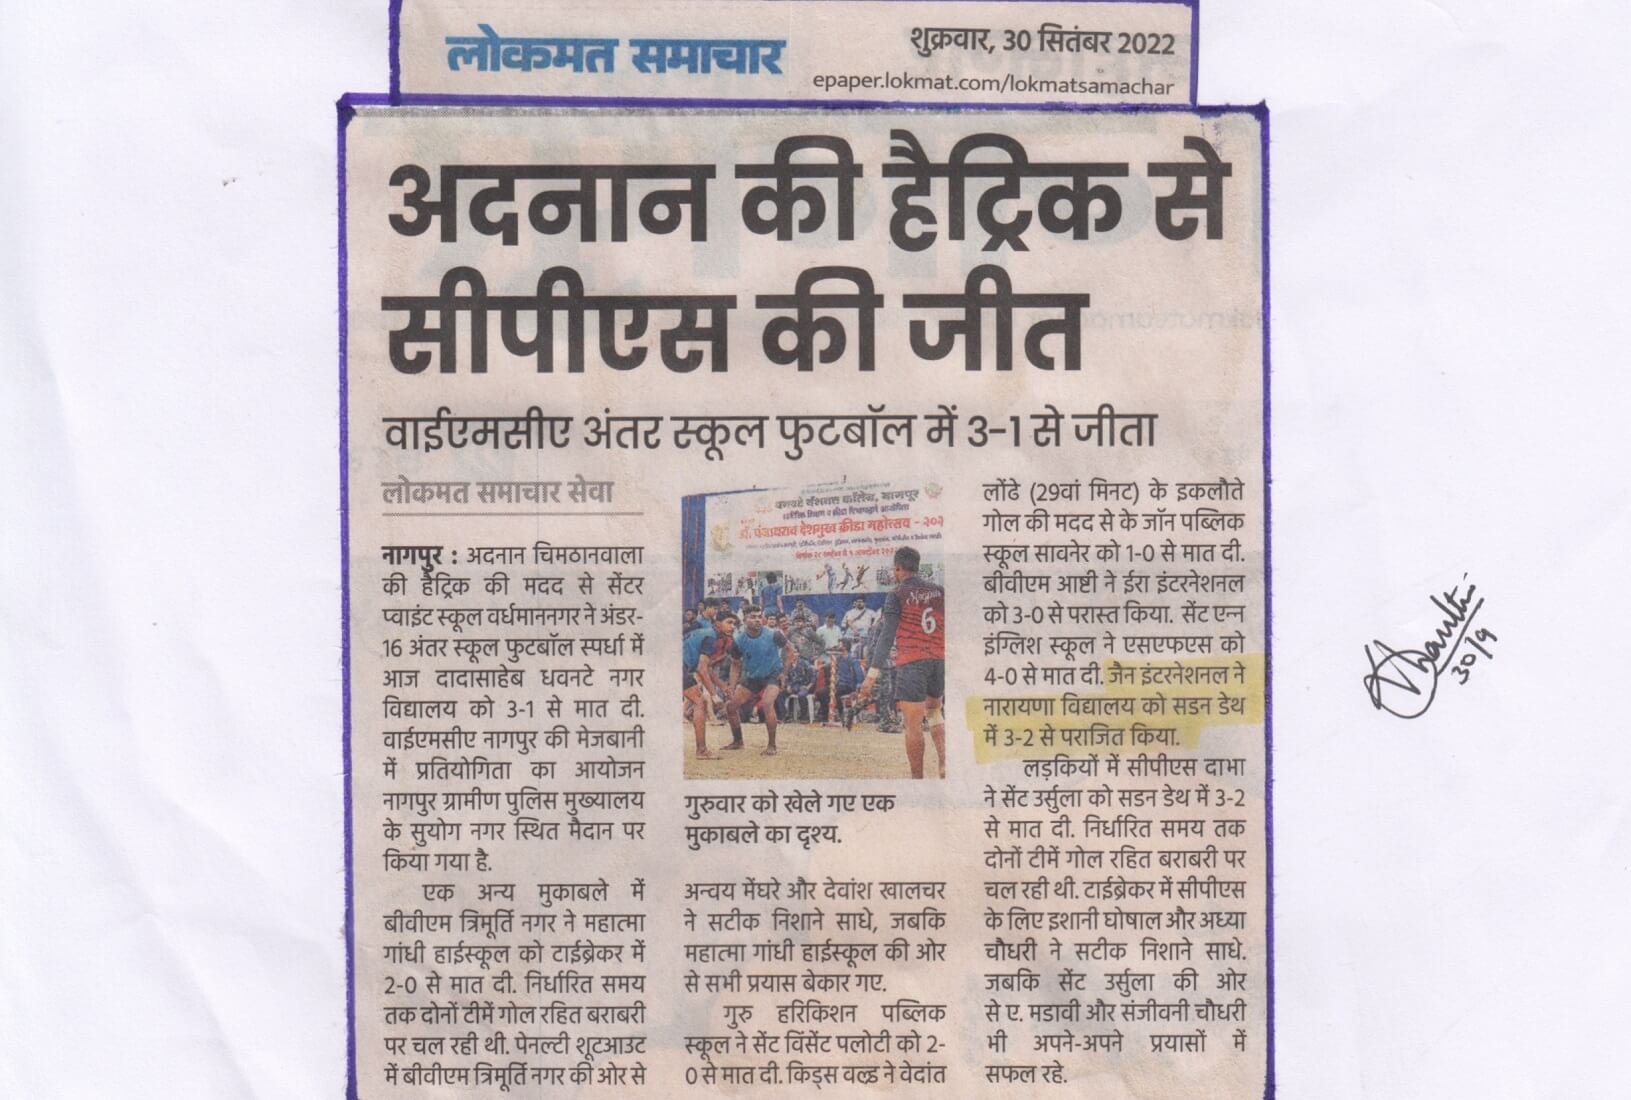 लोकमत समाचार
शुक्रवार, 30 सितंबर 2022
epaper.lokmat.com/lokmatsamachar
अदनान की हैट्रिक से
सीपीएस की जीत
वाईएमसीए अंतर स्कूल फुटबॉल में 3-1 से जीता
लोकमत समाचार सेवा
नागपुर : अदनान चिमठानवाला
की हैट्रिक की मदद से सेंटर
प्वाइंट स्कूल वर्धमाननगर ने अंडर-
16 अंतर स्कूल फुटबॉल स्पर्धा में
आज दादासाहेब धवनटे नगर
विद्यालय को 3-1 से मात दी.
वाईएमसीए नागपुर की मेजबानी
में प्रतियोगिता का आयोजन
नागपुर ग्रामीण पुलिस मुख्यालय
के सुयोग नगर स्थित मैदान पर
किया गया है.
एक अन्य मुकाबले में
बीवीएम त्रिमूर्ति नगर ने महात्मा
गांधी हाईस्कूल को टाईब्रेकर में
2-0 से मात दी. निर्धारित समय
तक दोनों टीमें गोल रहित बराबरी
पर चल रही थी. पेनल्टी शूटआउट
में बीवीएम त्रिमूर्ति नगर की ओर से
कॉलेज, नागपुर
डॉ. पंजाबराव देशमुख क्रीडा महोत्सव - २०२
6
गुरुवार को खेले गए एक
मुकाबले का दृश्य.
अन्वय मेंघरे और देवांश खालचर
ने सटीक निशाने साधे, जबकि
महात्मा गांधी हाईस्कूल की ओर
से सभी प्रयास बेकार गए.
गुरु हरिकिशन पब्लिक
स्कूल ने सेंट विंसेंट पलोटी को 2-
0 से मात दी. किड्स वल्र्ड ने वेदांत
लोंढे (29वां मिनट) के इकलौते
गोल की मदद से के जॉन पब्लिक
स्कूल सावनेर को 1-0 से मात दी.
बीवीएम आष्टी ने ईरा इंटरनेशनल
को 3-0 से परास्त किया. सेंट एन्न
इंग्लिश स्कूल ने एसएफएस को
4-0 से मात दी. जैन इंटरनेशनल ने
नारायणा विद्यालय को सडन डेथ
में 3-2 से पराजित किया.
लड़कियों में सीपीएस दाभा
ने सेंट उर्सुला को सडन डेथ में 3-2
से मात दी. निर्धारित समय तक
दोनों टीमें गोल रहित बराबरी पर
चल रही थी. टाईब्रेकर में सीपीएस
के लिए इशानी घोषाल और अध्या
चौधरी ने सटीक निशाने साधे.
जबकि सेंट उर्सुला की ओर
से ए. मडावी और संजीवनी चौधरी
भी अपने-अपने प्रयासों में
सफल रहे.
30/9